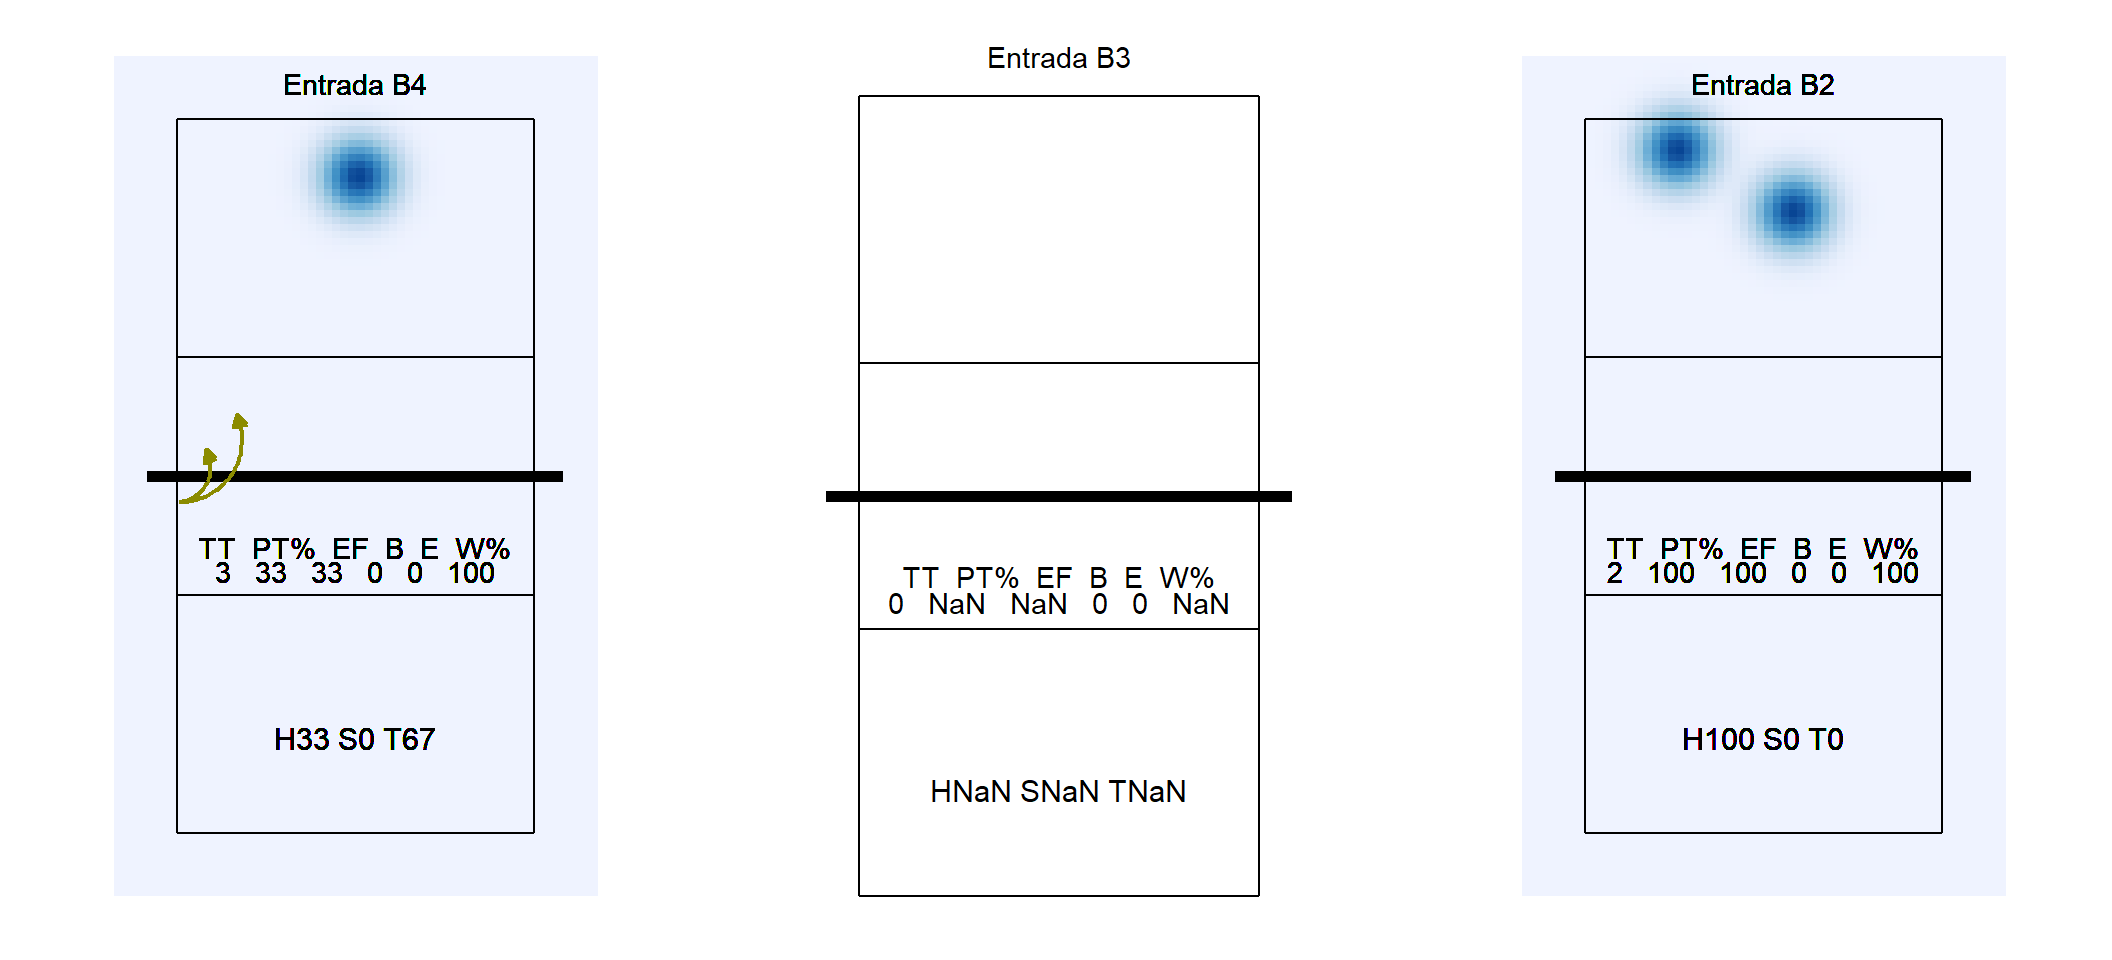 Entrada B4
TT PT% EF B E W%
3 33 33 0 0 100
H33 S0 T67
Entrada B3
TT PT% EF B E W%
0 NaN NaN 0 0 NaN
HNaN SNaN TNaN
Entrada B2
TT PT% EF B E W%
2 100 100 0 0 100
H100 S0 T0